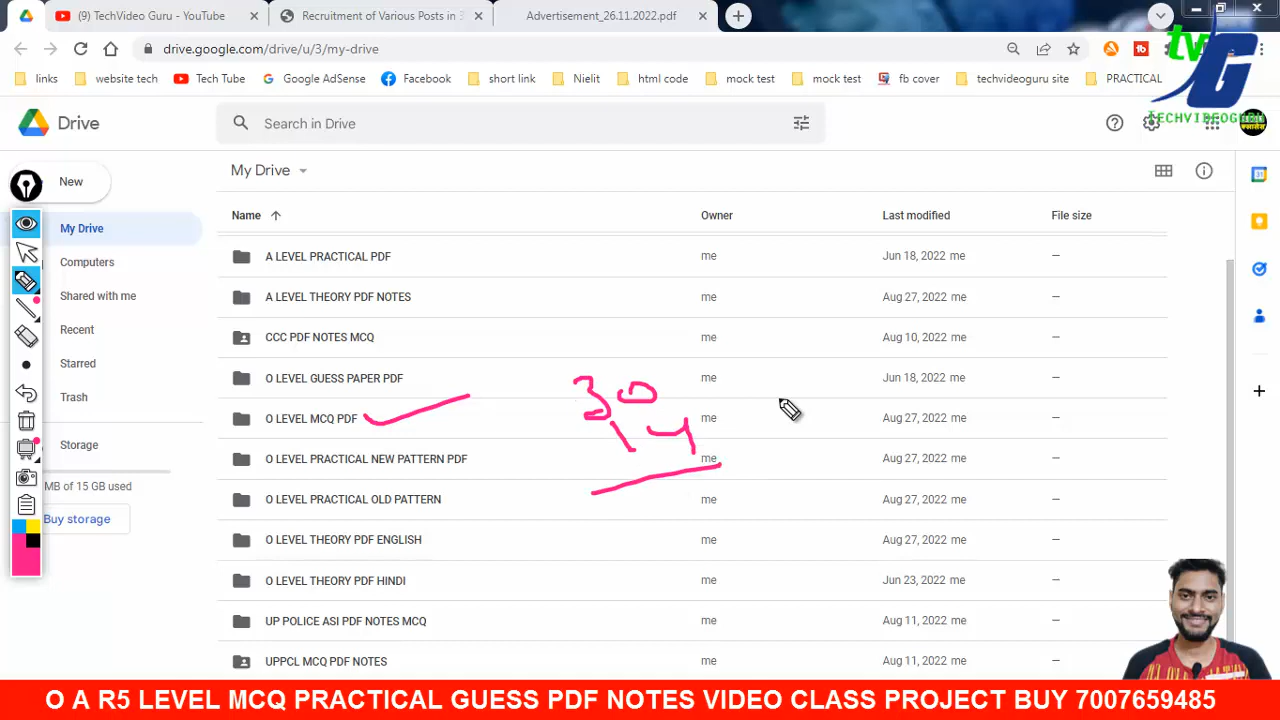 (9) TechVideo Guru - YouTube
Recruitment of Various Posts in
Advertisement_26.11.2022.pdf
drive.google.com/drive/u/3/my-drive
links website tech Tech Tube Google AdSense Facebook short link Nielit html code mock test mock test fb cover techvideoguru site PRACTICAL
tvG
TECHVIDEOGURU
Drive
Search in Drive
New
My Drive
Computers
Shared with me
Recent
Starred
Trash
Storage
MB of 15 GB used
Buy storage
My Drive
Name Owner Last modified File size
A LEVEL PRACTICAL PDF me Jun 18, 2022 me —
A LEVEL THEORY PDF NOTES me Aug 27, 2022 me —
CCC PDF NOTES MCQ me Aug 10, 2022 me —
O LEVEL GUESS PAPER PDF me Jun 18, 2022 me —
O LEVEL MCQ PDF me Aug 27, 2022 me —
O LEVEL PRACTICAL NEW PATTERN PDF me Aug 27, 2022 me —
O LEVEL PRACTICAL OLD PATTERN me Aug 27, 2022 me —
O LEVEL THEORY PDF ENGLISH me Aug 27, 2022 me —
O LEVEL THEORY PDF HINDI me Jun 23, 2022 me —
UP POLICE ASI PDF NOTES MCQ me Aug 11, 2022 me —
UPPCL MCQ PDF NOTES me Aug 11, 2022 me —
30
14
O A R5 LEVEL MCQ PRACTICAL GUESS PDF NOTES VIDEO CLASS PROJECT BUY 7007659485